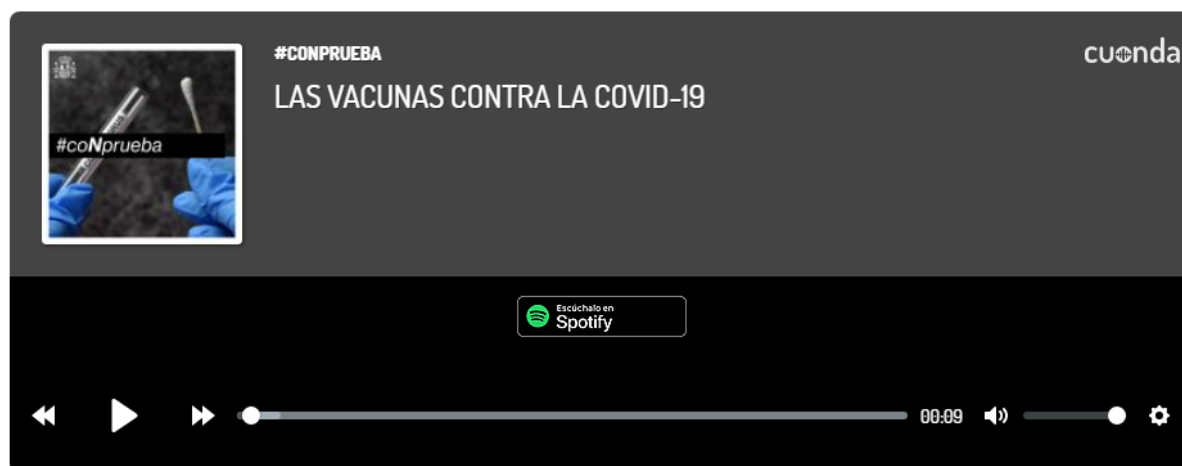 #CONPRUEBA
cuonda
LAS VACUNAS CONTRA LA COVID-19
#coNprueba
Escúchalo en
Spotify
00:09